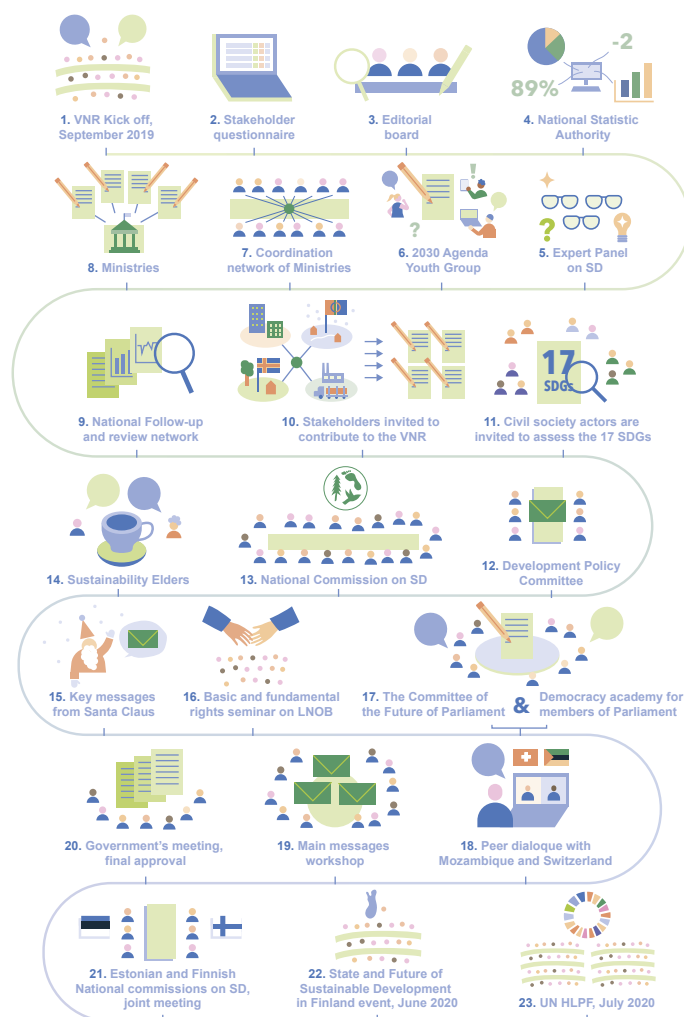 -2
89%
1. VNR Kick off,
September 2019
2. Stakeholder
questionnaire
3. Editorial
board
4. National Statistic
Authority
?
!
?
8. Ministries
7. Coordination
network of Ministries
6. 2030 Agenda
Youth Group
5. Expert Panel
on SD
17
SDGs
9. National Follow-up
and review network
10. Stakeholders invited to
contribute to the VNR
11. Civil society actors are
invited to assess the 17 SDGs
14. Sustainability Elders
13. National Commission on SD
12. Development Policy
Committee
15. Key messages
from Santa Claus
16. Basic and fundamental
rights seminar on LNOB
17. The Committee of
the Future of Parliament
&
Democracy academy for
members of Parliament
20. Government's meeting,
final approval
19. Main messages
workshop
18. Peer dialoque with
Mozambique and Switzerland
21. Estonian and Finnish
National commissions on SD,
joint meeting
22. State and Future of
Sustainable Development
in Finland event, June 2020
23. UN HLPF, July 2020